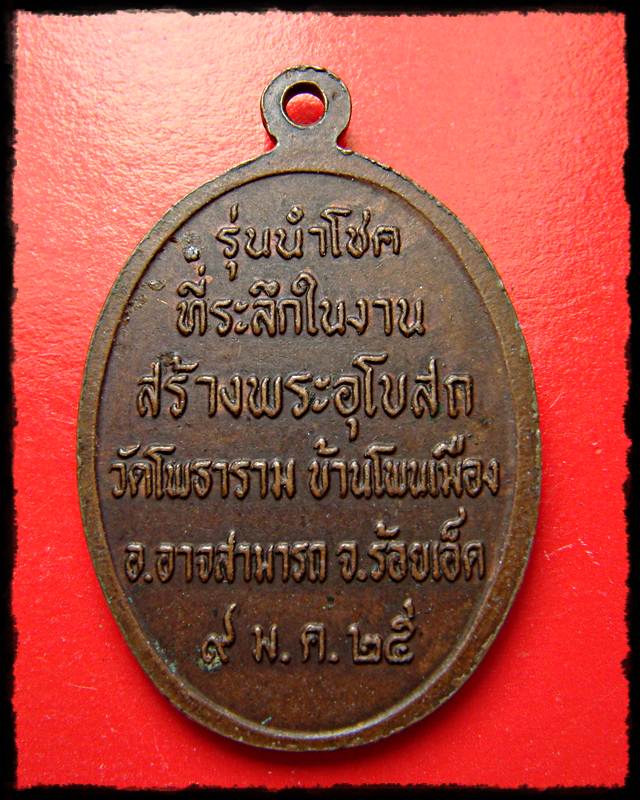 รุ่นนำโชค
ที่ระลึกในงาน
สร้างพระอุโบสถ
วัดโพธาราม บ้านโพนเมือง
อ.อาจสามารถ จ.ร้อยเอ็ด
๙ ม.ค.๒๕